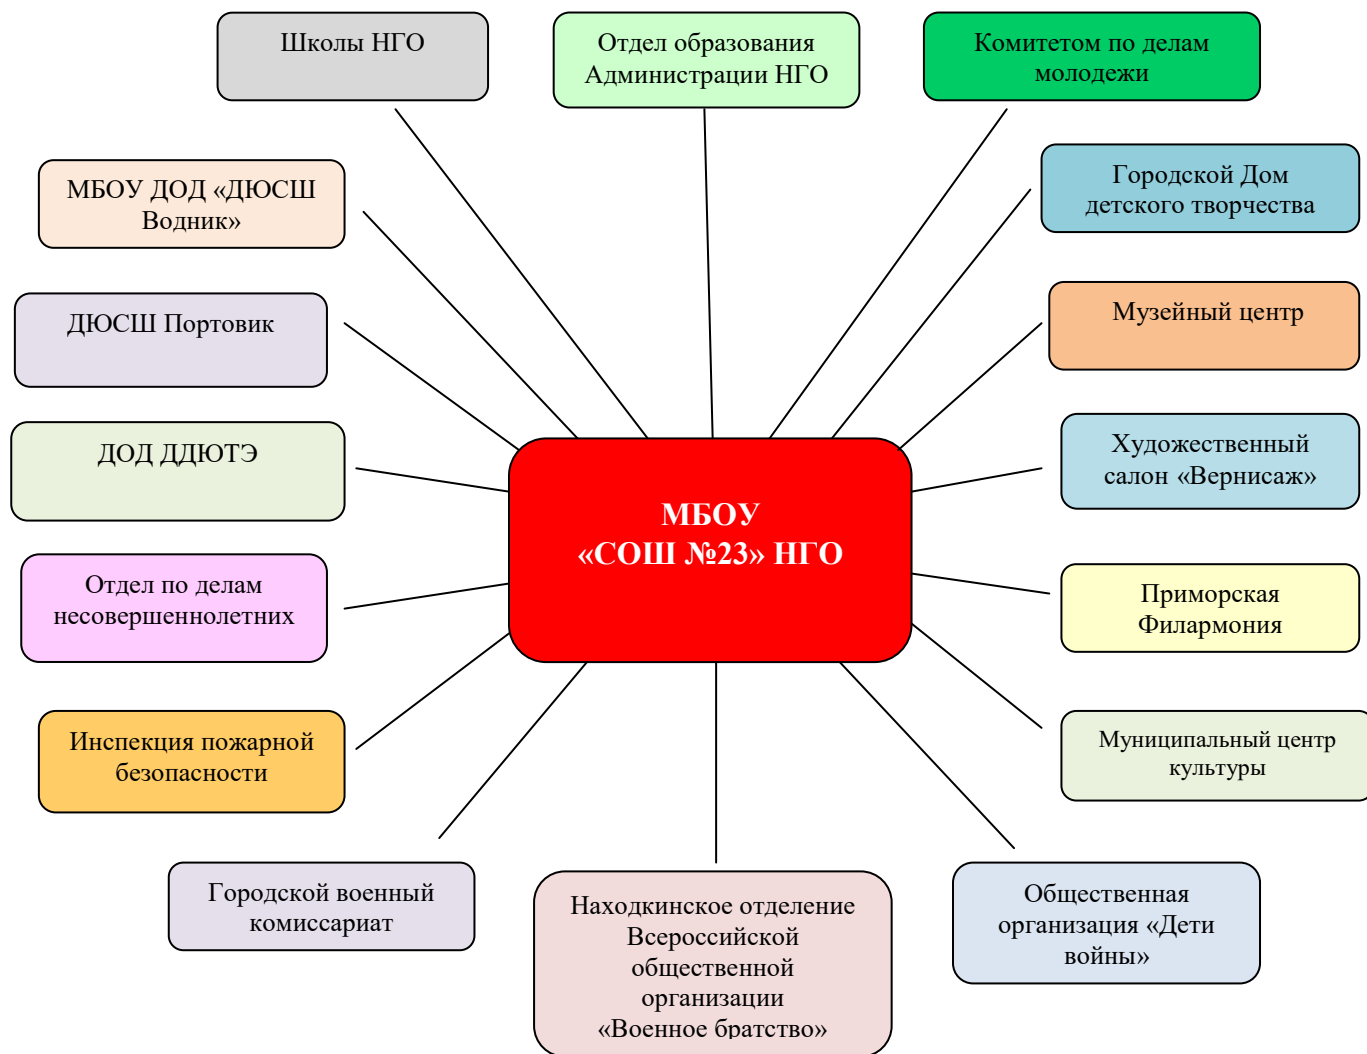 Школы НГО
Отдел образования
Администрации НГО
Комитетом по делам
молодежи
МБОУ ДОД «ДЮСШ
Водник»
Городской Дом
детского творчества
ДЮСШ Портовик
Музейный центр
ДОД ДДЮТЭ
Художественный
салон «Вернисаж»
МБОУ
«СОШ №23» НГО
Отдел по делам
несовершеннолетних
Приморская
Филармония
Инспекция пожарной
безопасности
Муниципальный центр
культуры
Городской военный
комиссариат
Находкинское отделение
Всероссийской
общественной
организации
«Военное братство»
Общественная
организация «Дети
войны»